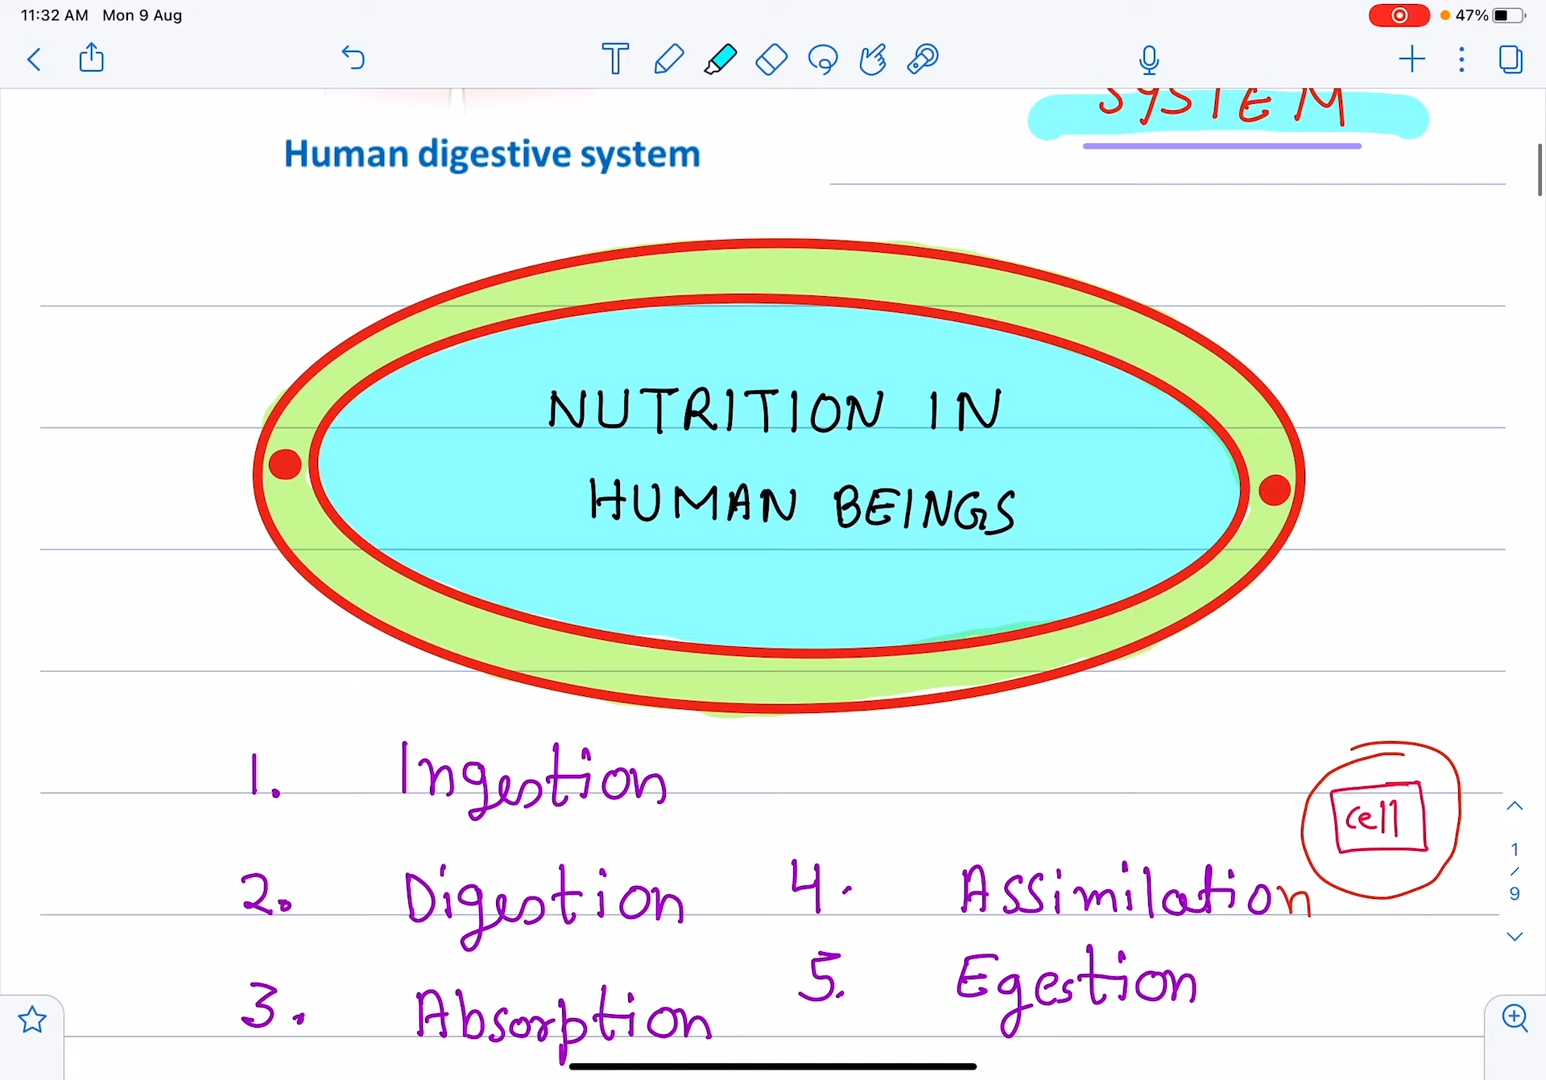 11:32 AM Mon 9 Aug
47%
T
SYSTEM
Human digestive system
NUTRITION IN
HUMAN BEINGS
1. Ingestion
cell
2. Digestion
4. Assimilation
3. Absorption
5. Egestion
1
/
9